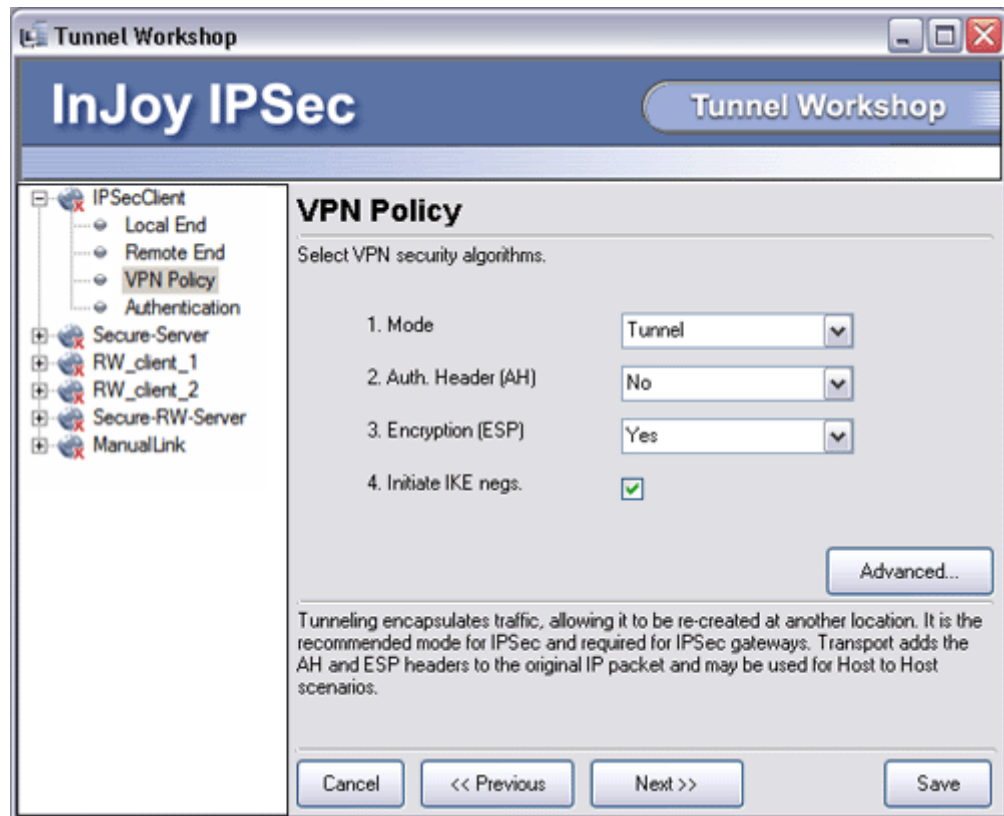 Tunnel Workshop
InJoy IPSec
Tunnel Workshop
IPSecClient
Local End
Remote End
VPN Policy
Authentication
Secure-Server
RW_client_1
RW_client_2
Secure-RW-Server
ManualLink
VPN Policy
Select VPN security algorithms.
1. Mode
Tunnel
2. Auth. Header (AH)
No
3. Encryption (ESP)
Yes
4. Initiate IKE negs.
Advanced...
Tunneling encapsulates traffic, allowing it to be re-created at another location. It is the
recommended mode for IPSec and required for IPSec gateways. Transport adds the
AH and ESP headers to the original IP packet and may be used for Host to Host
scenarios.
Cancel
<< Previous
Next >>
Save